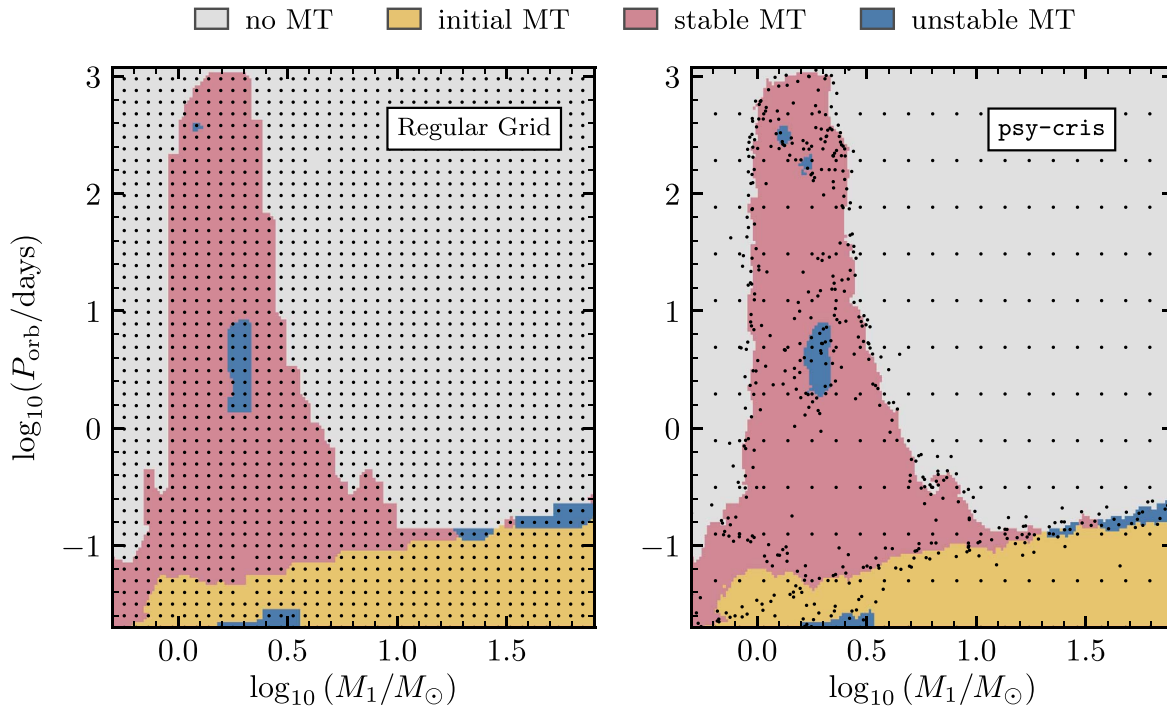 no MT initial MT stable MT unstable MT
Regular Grid
psy-cris
log₁₀(P_orb/days)
3
2
1
0
−1
0.0 0.5 1.0 1.5
log₁₀ (M₁/M⊙)
3
2
1
0
−1
0.0 0.5 1.0 1.5
log₁₀ (M₁/M⊙)